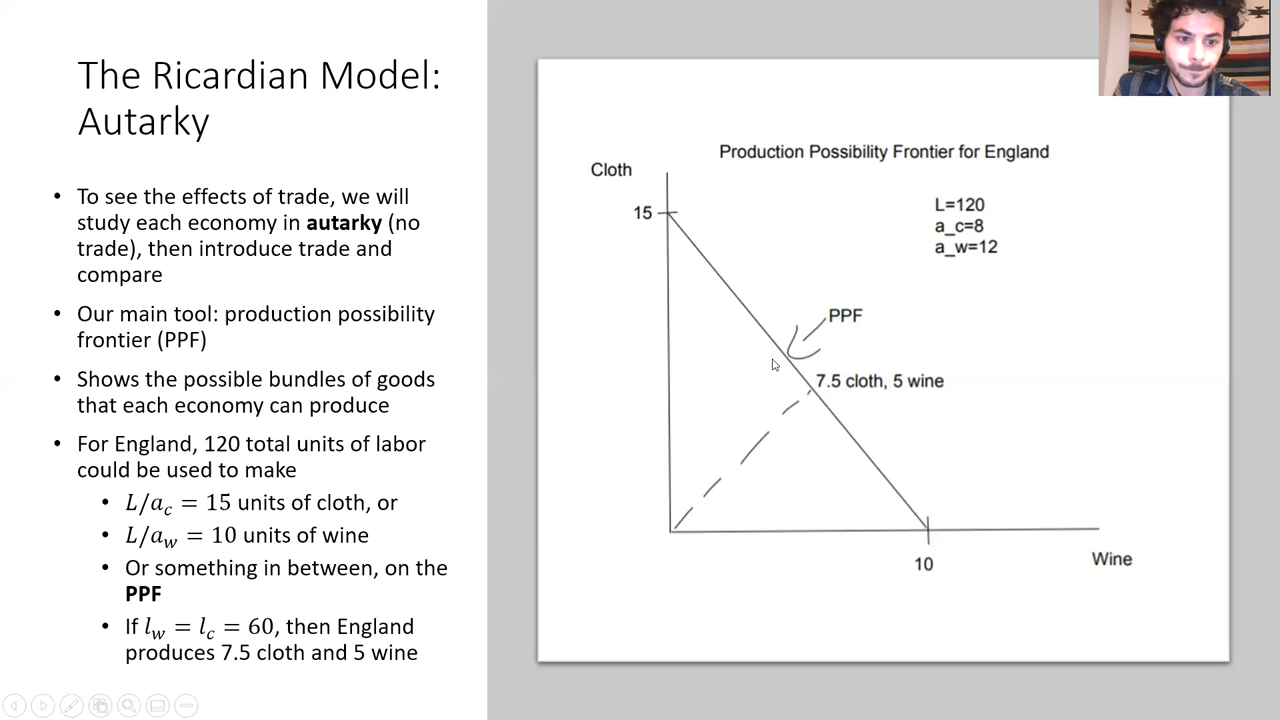 The Ricardian Model:
Autarky
• To see the effects of trade, we will
study each economy in autarky (no
trade), then introduce trade and
compare
• Our main tool: production possibility
frontier (PPF)
• Shows the possible bundles of goods
that each economy can produce
• For England, 120 total units of labor
could be used to make
• L/a_c = 15 units of cloth, or
• L/a_w = 10 units of wine
• Or something in between, on the
PPF
• If l_w = l_c = 60, then England
produces 7.5 cloth and 5 wine
Production Possibility Frontier for England
Cloth
15
L=120
a_c=8
a_w=12
PPF
7.5 cloth, 5 wine
10
Wine